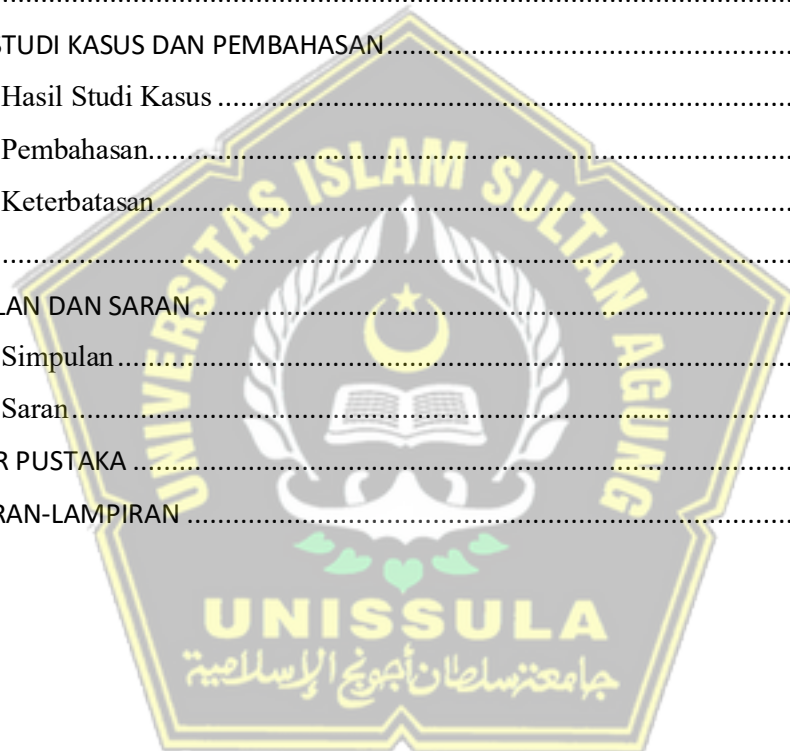 STUDI KASUS DAN PEMBAHASAN
Hasil Studi Kasus
Pembahasan
Keterbatasan
LAN DAN SARAN
Simpulan
Saran
R PUSTAKA
RAN-LAMPIRAN
UNIVERSITAS ISLAM SULTAN AGUNG
UNISSULA
جامعة سلطان أجونج الإسلامية